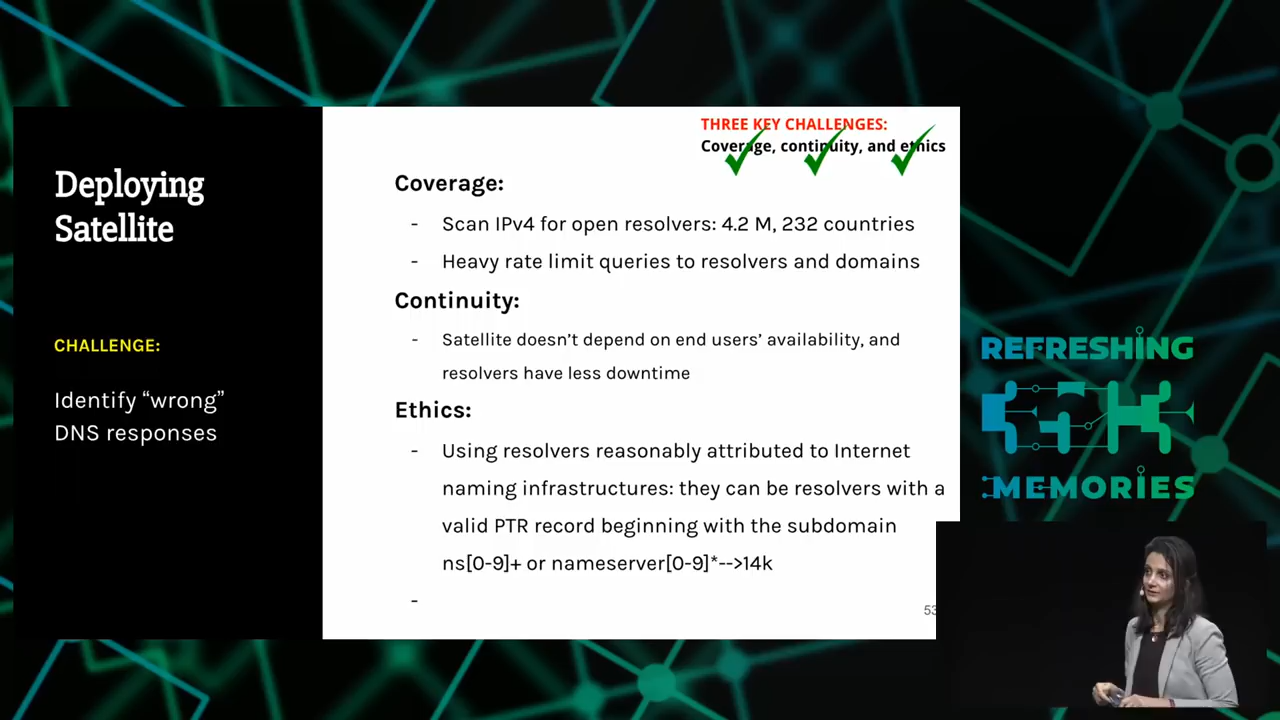 THREE KEY CHALLENGES:
Coverage, continuity, and ethics
Deploying
Satellite
CHALLENGE:
Identify “wrong”
DNS responses
Coverage:
- Scan IPv4 for open resolvers: 4.2 M, 232 countries
- Heavy rate limit queries to resolvers and domains
Continuity:
- Satellite doesn’t depend on end users’ availability, and
resolvers have less downtime
Ethics:
- Using resolvers reasonably attributed to Internet
naming infrastructures: they can be resolvers with a
valid PTR record beginning with the subdomain
ns[0-9]+ or nameserver[0-9]*-->14k
-
53
REFRESHING
35C3
MEMORIES